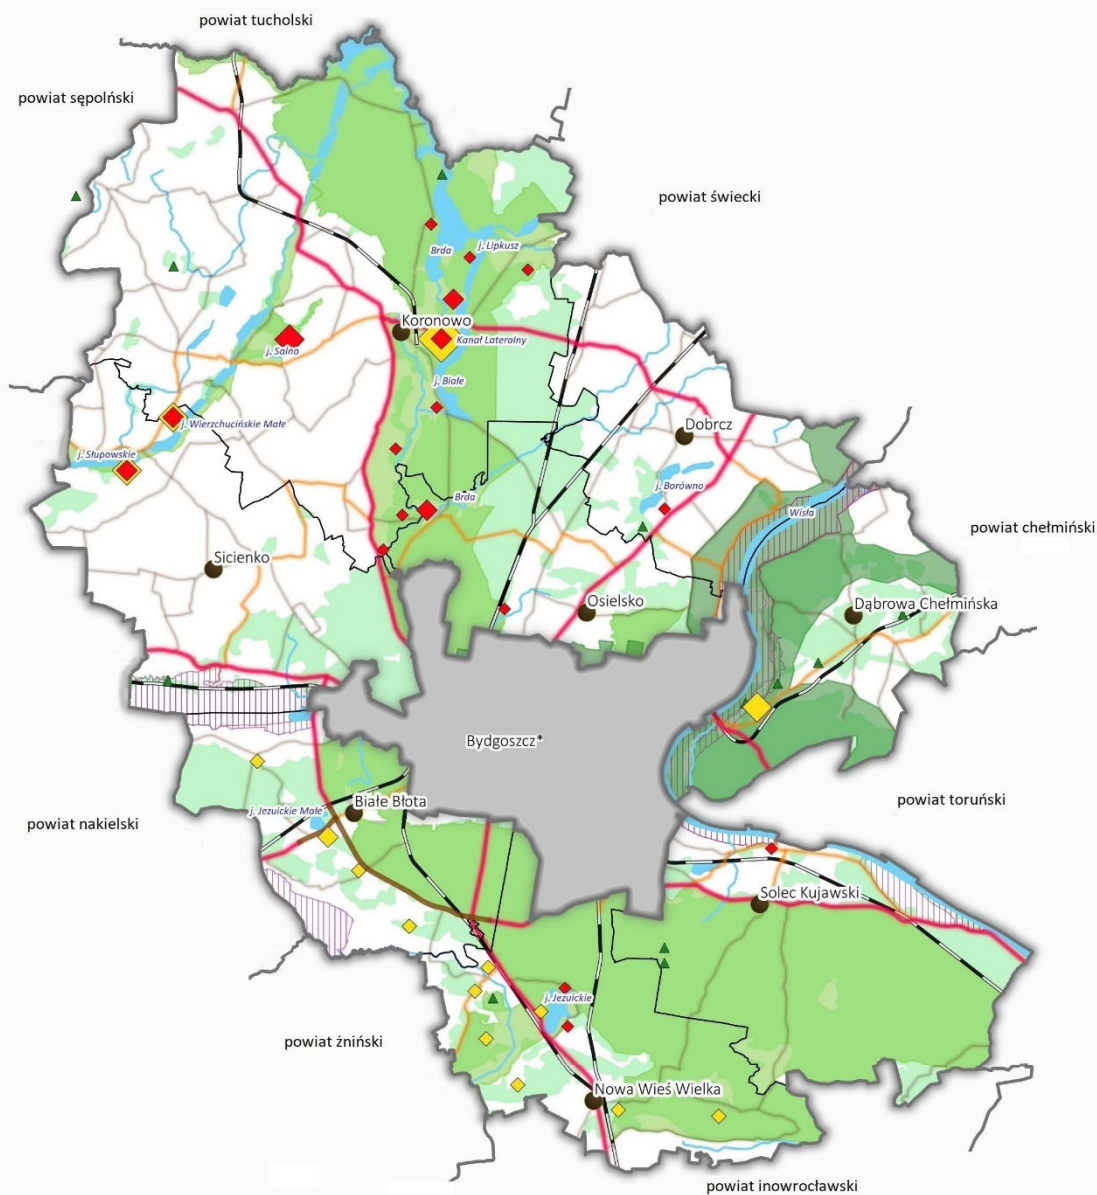 powiat tucholski
powiat sępolński
powiat świecki
Brda
j. Lipkusz
Koronowo
Kanał Lateralny
j. Salno
j. Białe
j. Wierzchucińskie Małe
Dobrcz
j. Słupowskie
j. Borówno
Brda
Wisła
powiat chełmiński
Sicienko
Osielsko
Dąbrowa Chełmińska
Bydgoszcz*
powiat toruński
j. Jezuickie Małe
Białe Błota
powiat nakielski
Solec Kujawski
j. Jezuickie
powiat żniński
Nowa Wieś Wielka
powiat inowrocławski